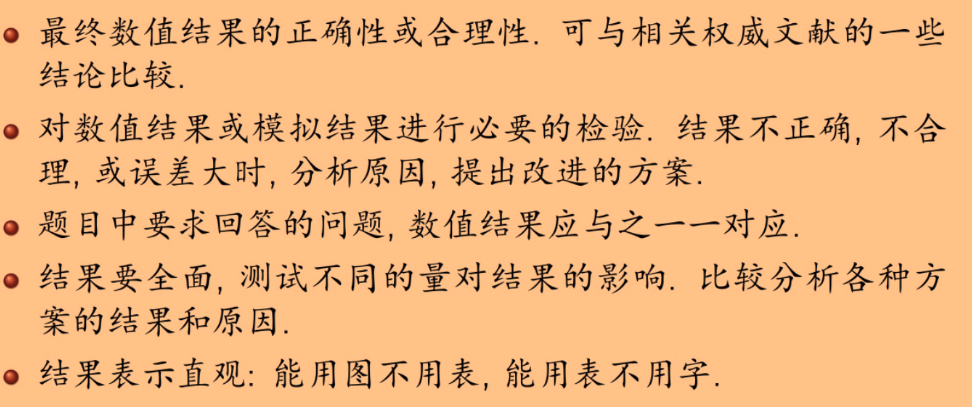 最终数值结果的正确性或合理性. 可与相关权威文献的一些
结论比较.
对数值结果或模拟结果进行必要的检验. 结果不正确, 不合
理, 或误差大时, 分析原因, 提出改进的方案.
题目中要求回答的问题, 数值结果应与之一一对应.
结果要全面, 测试不同的量对结果的影响. 比较分析各种方
案的结果和原因.
结果表示直观: 能用图不用表, 能用表不用字.